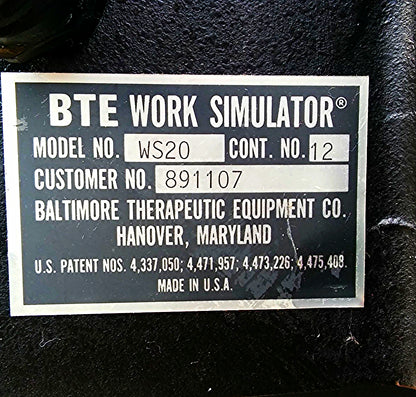 BTE WORK SIMULATOR®
MODEL NO. WS20 CONT. NO. 12
CUSTOMER NO. 891107
BALTIMORE THERAPEUTIC EQUIPMENT CO.
HANOVER, MARYLAND
U.S. PATENT NOS. 4,337,050; 4,471,957; 4,473,226; 4,475,408.
MADE IN U.S.A.